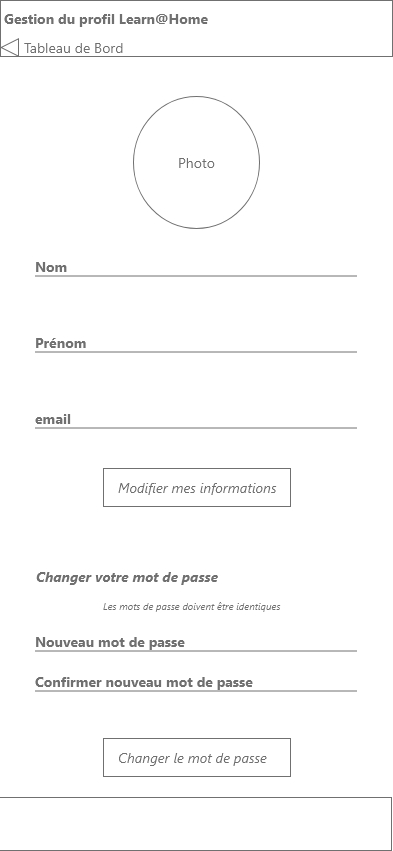 Gestion du profil Learn@Home
Tableau de Bord
Photo
Nom
Prénom
email
Modifier mes informations
Changer votre mot de passe
Les mots de passe doivent être identiques
Nouveau mot de passe
Confirmer nouveau mot de passe
Changer le mot de passe